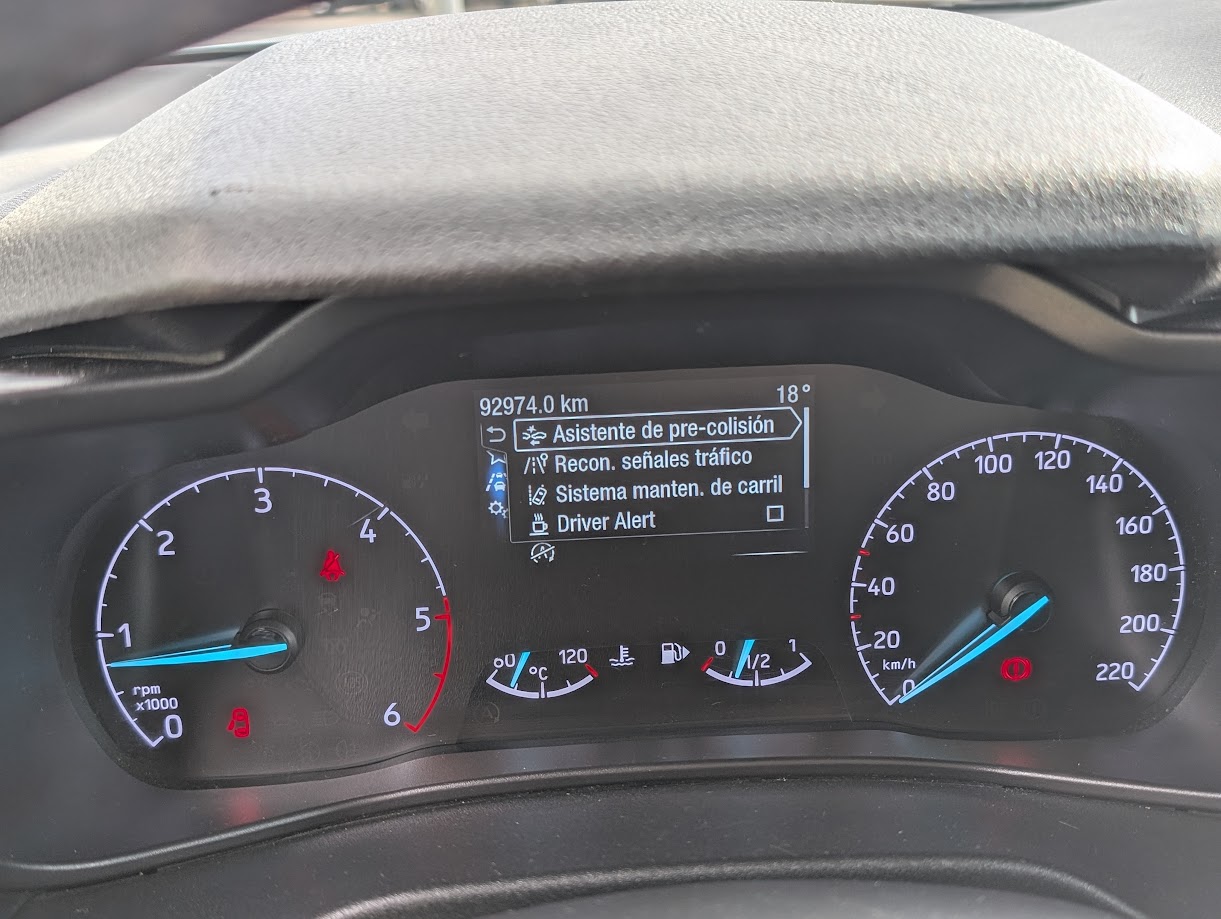 92974.0 km 18°
Asistente de pre-colisión
Recon. señales tráfico
Sistema manten. de carril
Driver Alert
0 1 2 3 4 5 6
rpm
x1000
120
°C
0 1/2 1
0 20 40 60 80 100 120 140 160 180 200 220
km/h